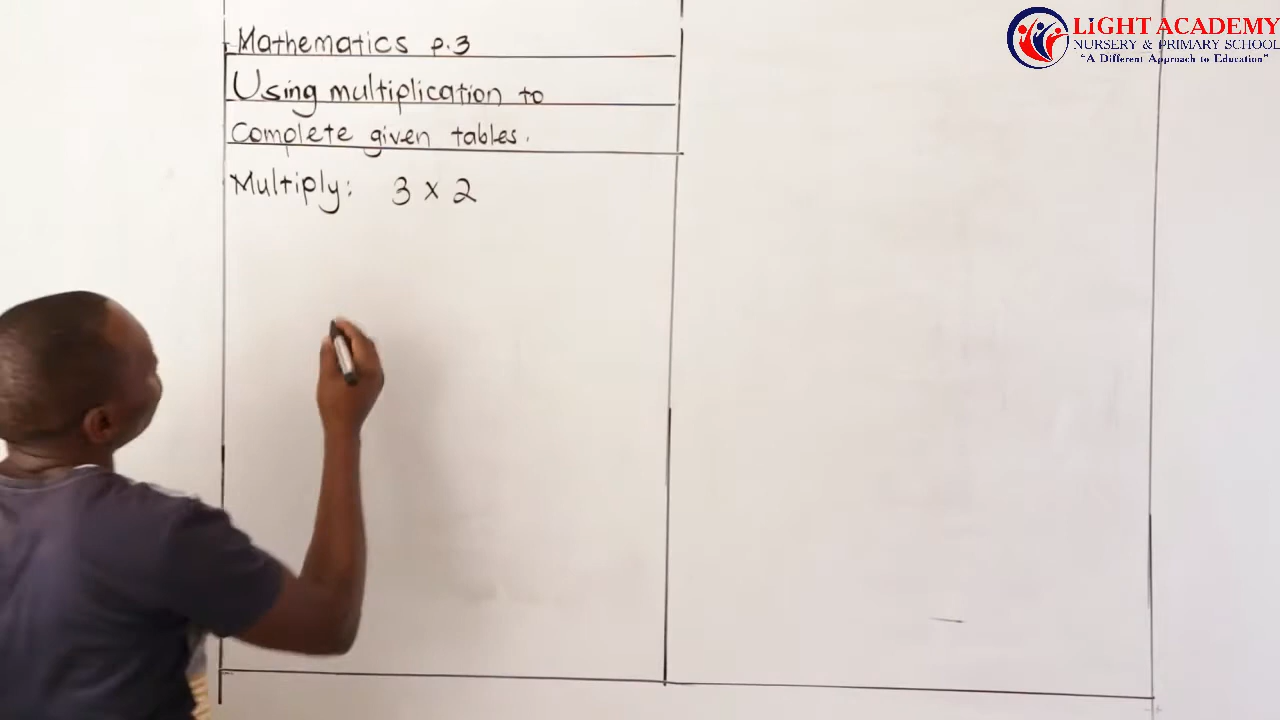 Mathematics p.3
Using multiplication to
Complete given tables.
Multiply: 3 x 2
LIGHT ACADEMY
NURSERY & PRIMARY SCHOOL
"A Different Approach to Education"